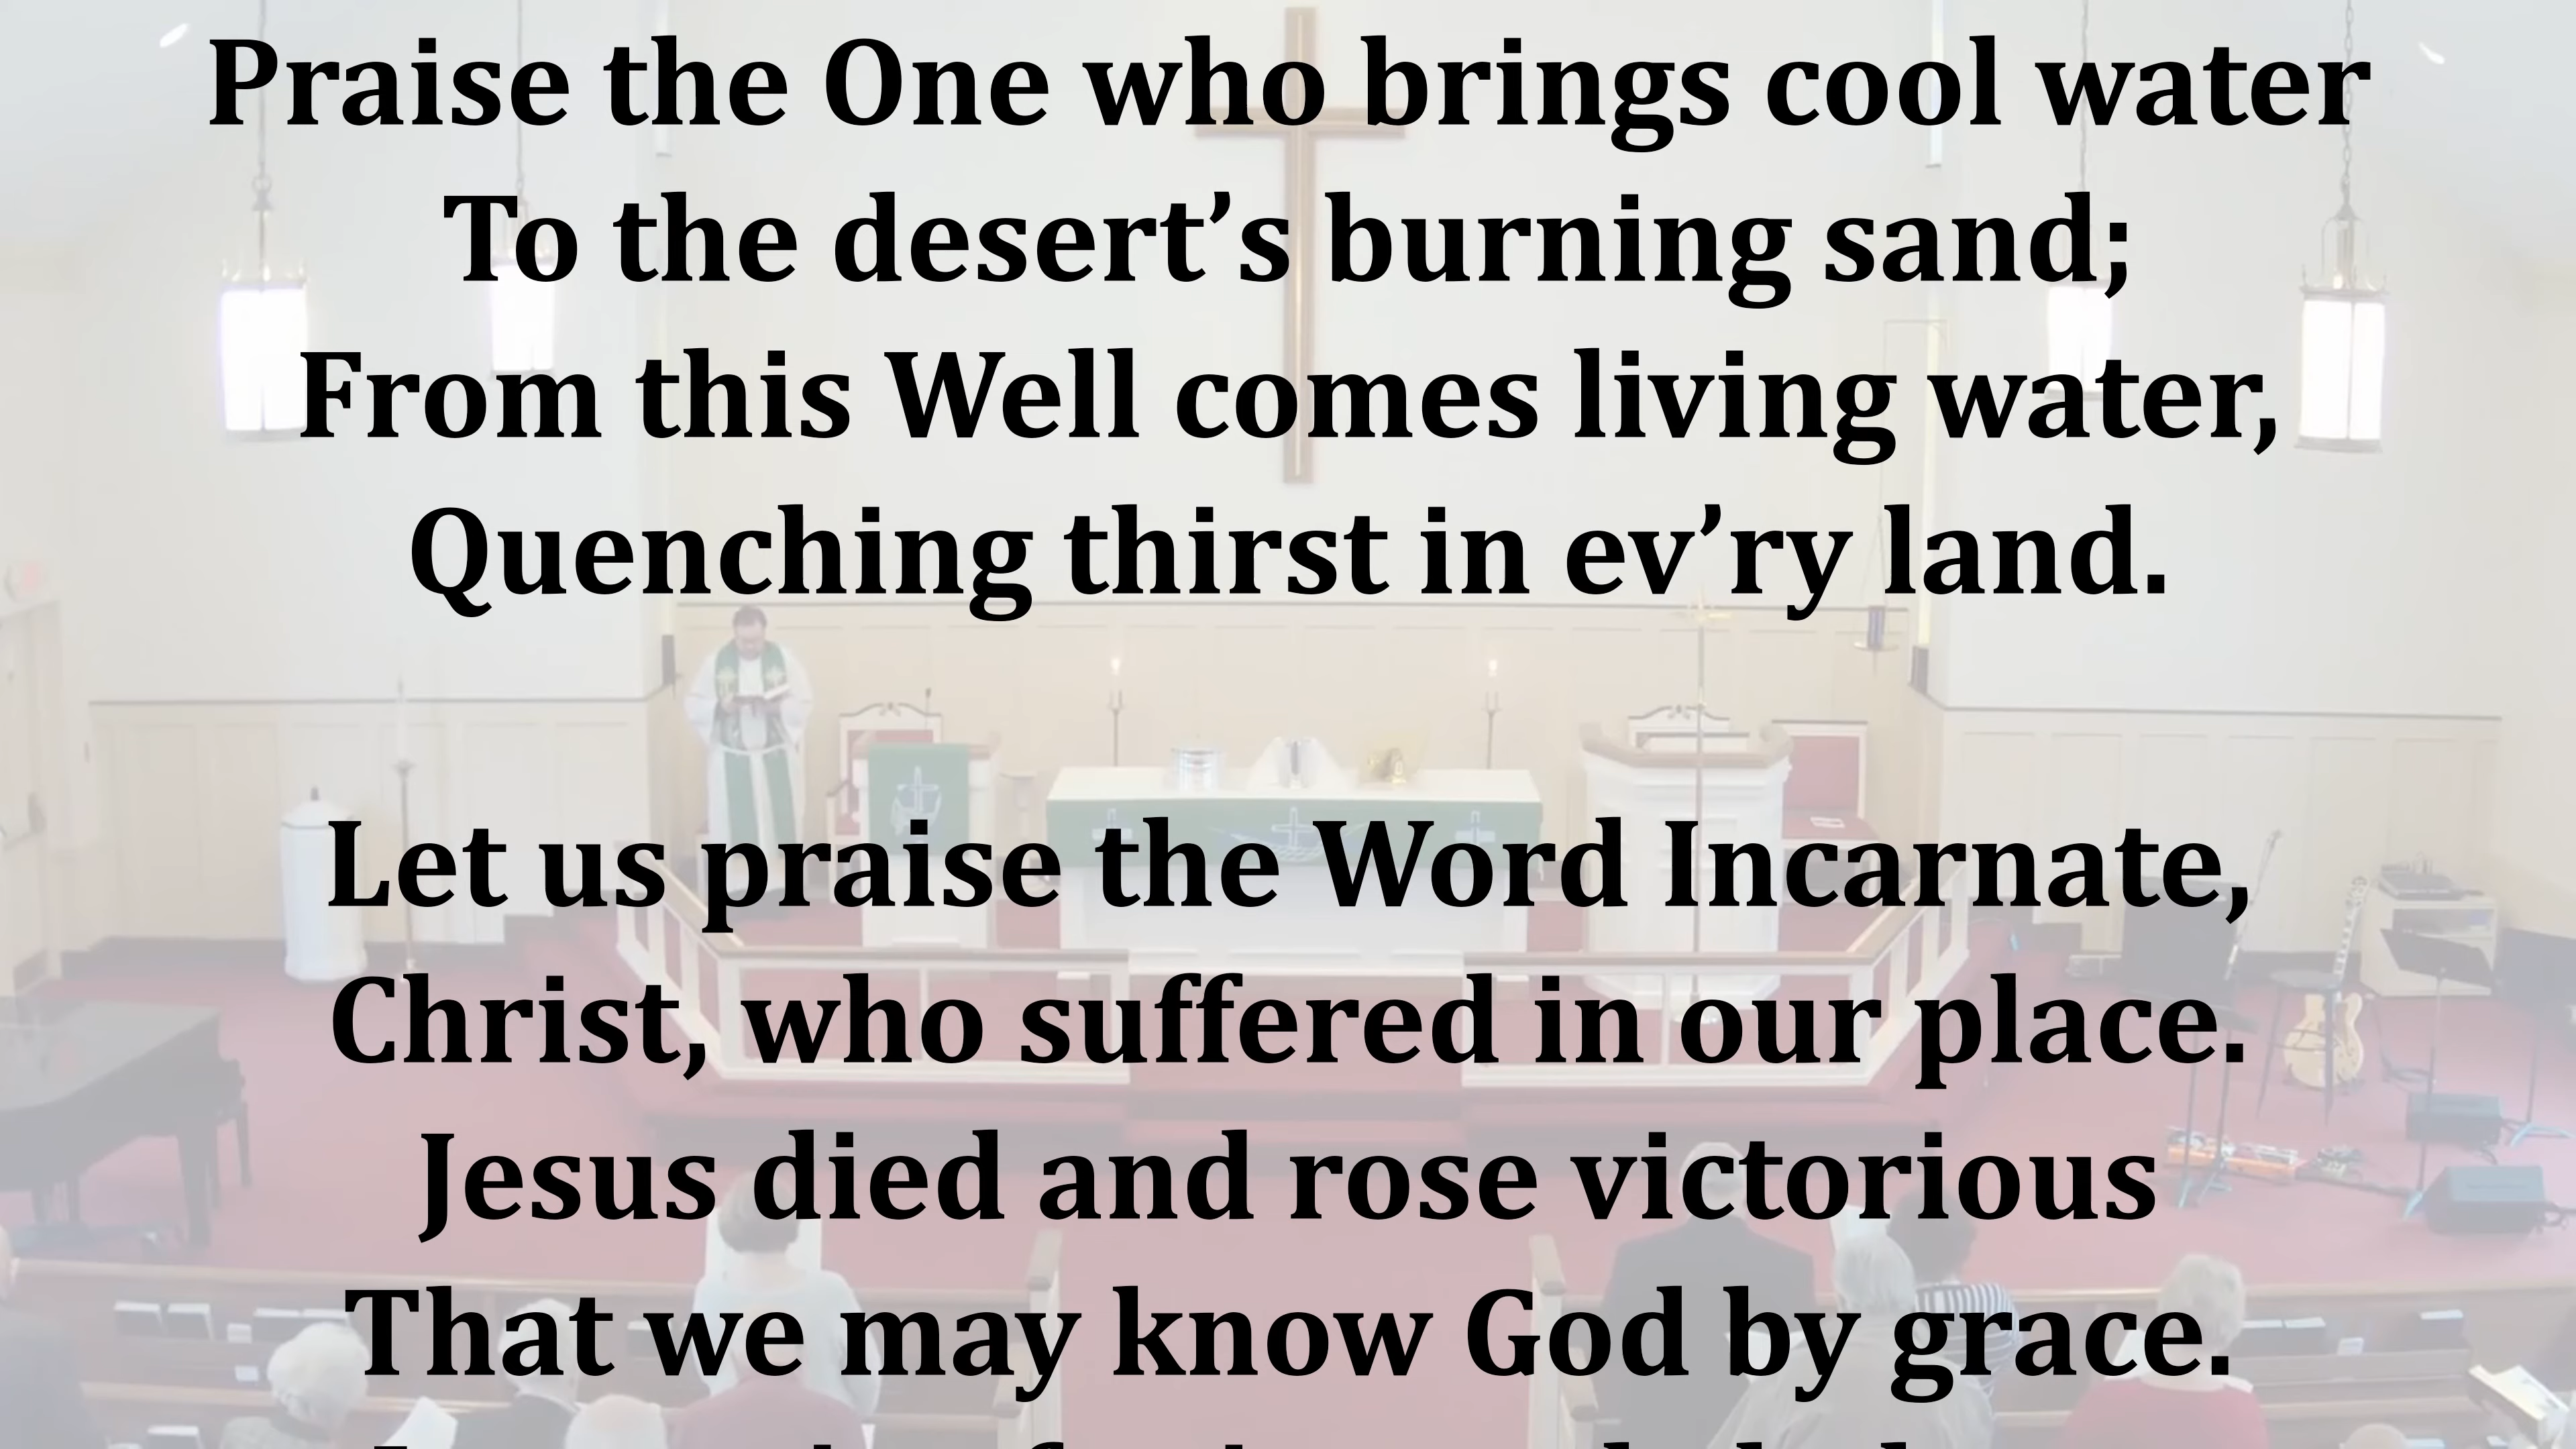 Praise the One who brings cool water
To the desert’s burning sand;
From this Well comes living water,
Quenching thirst in ev’ry land.
Let us praise the Word Incarnate,
Christ, who suffered in our place.
Jesus died and rose victorious
That we may know God by grace.